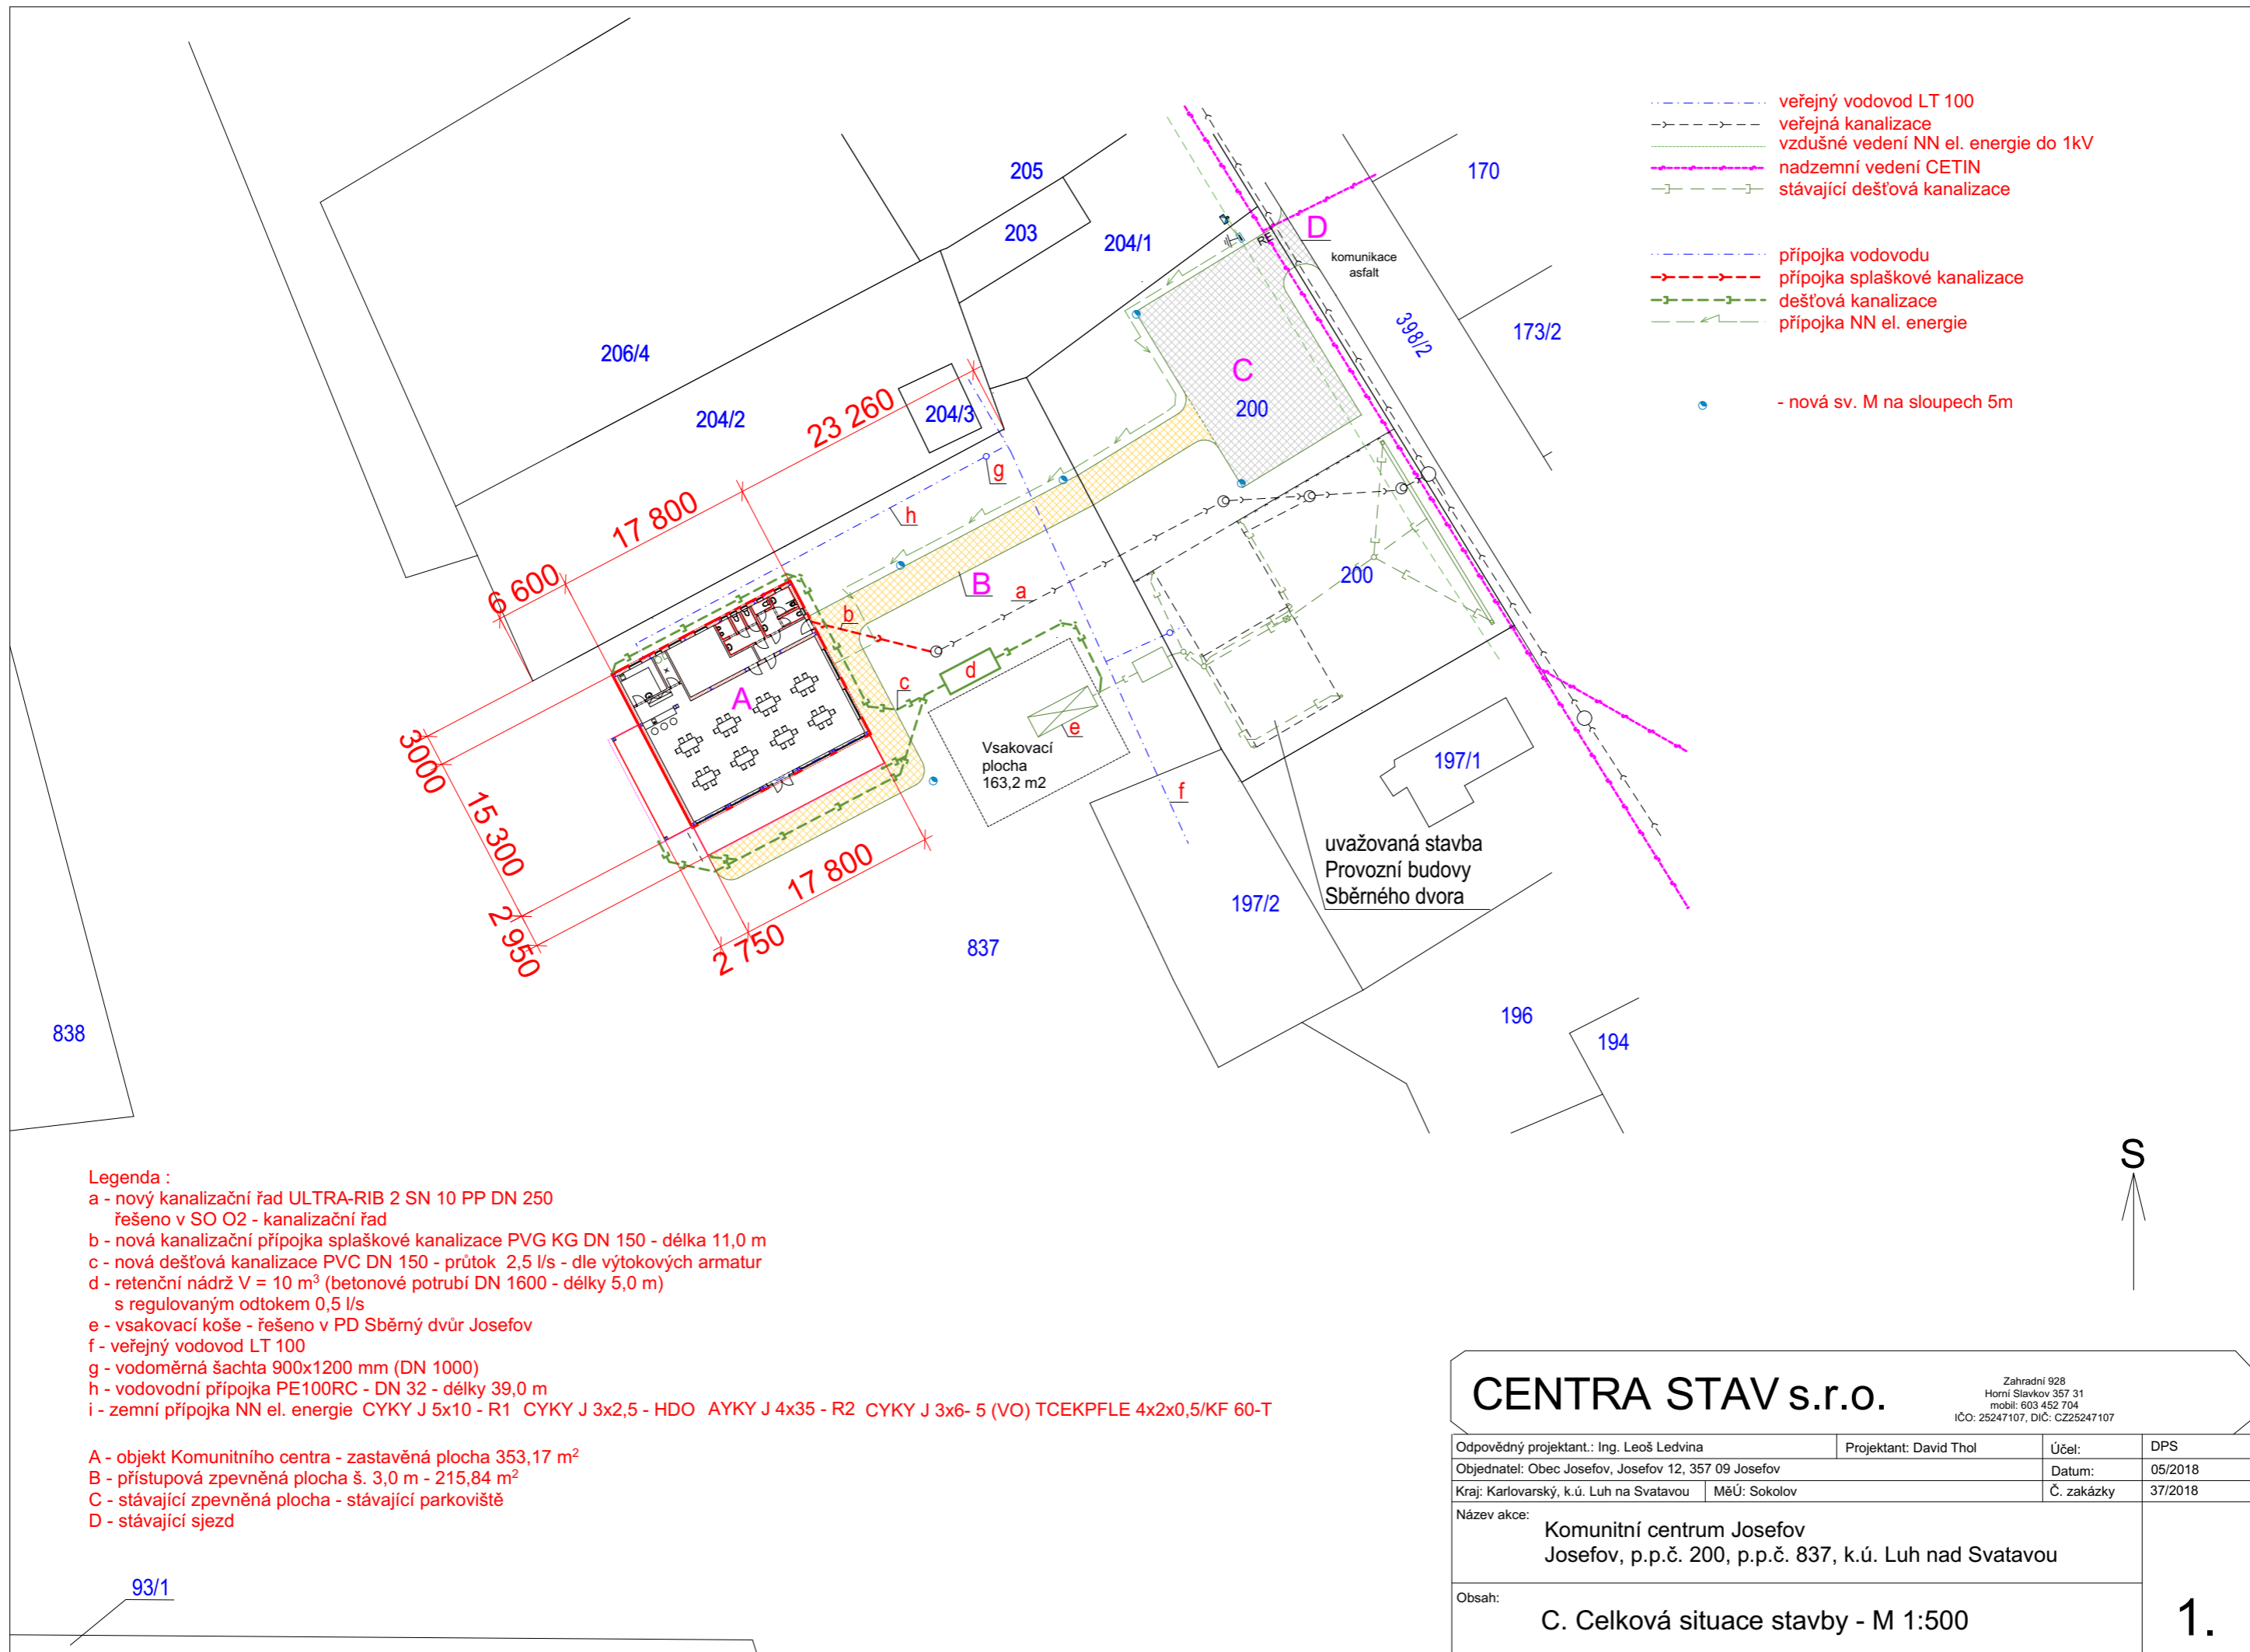 veřejný vodovod LT 100
veřejná kanalizace
vzdušné vedení NN el. energie do 1kV
nadzemní vedení CETIN
stávající dešťová kanalizace
přípojka vodovodu
přípojka splaškové kanalizace
dešťová kanalizace
přípojka NN el. energie
- nová sv. M na sloupech 5m
205
203
204/1
170
D
RE
komunikace
asfalt
398/2
173/2
206/4
204/2
204/3
C
200
23 260
17 800
6 600
g
h
B
a
b
200
A
c
d
e
Vsakovací
plocha
163,2 m2
f
3000
15 300
2 950
17 800
2 750
197/1
uvažovaná stavba
Provozní budovy
Sběrného dvora
197/2
837
838
196
194
S
Legenda :
a - nový kanalizační řad ULTRA-RIB 2 SN 10 PP DN 250
řešeno v SO O2 - kanalizační řad
b - nová kanalizační přípojka splaškové kanalizace PVG KG DN 150 - délka 11,0 m
c - nová dešťová kanalizace PVC DN 150 - průtok 2,5 l/s - dle výtokových armatur
d - retenční nádrž V = 10 m³ (betonové potrubí DN 1600 - délky 5,0 m)
s regulovaným odtokem 0,5 l/s
e - vsakovací koše - řešeno v PD Sběrný dvůr Josefov
f - veřejný vodovod LT 100
g - vodoměrná šachta 900x1200 mm (DN 1000)
h - vodovodní přípojka PE100RC - DN 32 - délky 39,0 m
i - zemní přípojka NN el. energie CYKY J 5x10 - R1 CYKY J 3x2,5 - HDO AYKY J 4x35 - R2 CYKY J 3x6- 5 (VO) TCEKPFLE 4x2x0,5/KF 60-T
A - objekt Komunitního centra - zastavěná plocha 353,17 m²
B - přístupová zpevněná plocha š. 3,0 m - 215,84 m²
C - stávající zpevněná plocha - stávající parkoviště
D - stávající sjezd
93/1
CENTRA STAV s.r.o.
Zahradní 928
Horní Slavkov 357 31
mobil: 603 452 704
IČO: 25247107, DIČ: CZ25247107
Odpovědný projektant.: Ing. Leoš Ledvina
Projektant: David Thol
Účel:
DPS
Objednatel: Obec Josefov, Josefov 12, 357 09 Josefov
Datum:
05/2018
Kraj: Karlovarský, k.ú. Luh na Svatavou
MěÚ: Sokolov
Č. zakázky
37/2018
Název akce:
Komunitní centrum Josefov
Josefov, p.p.č. 200, p.p.č. 837, k.ú. Luh nad Svatavou
Obsah:
C. Celková situace stavby - M 1:500
1.